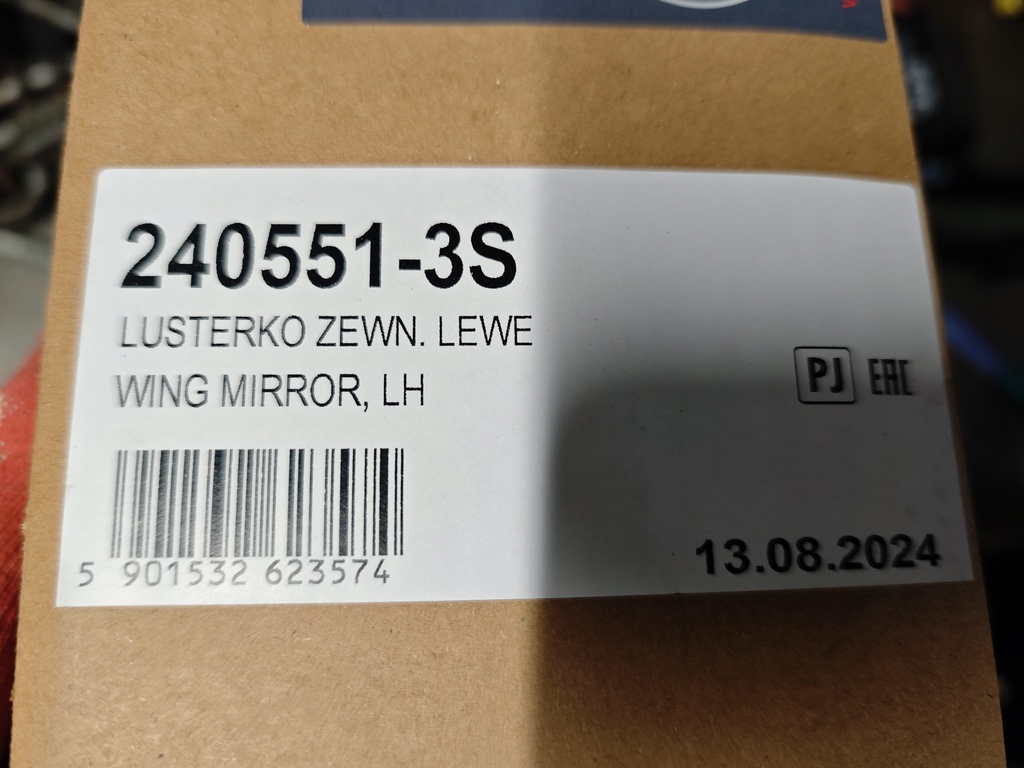 240551-3S
LUSTERKO ZEWN. LEWE
WING MIRROR, LH
PJ EAC
5 901532 623574
13.08.2024